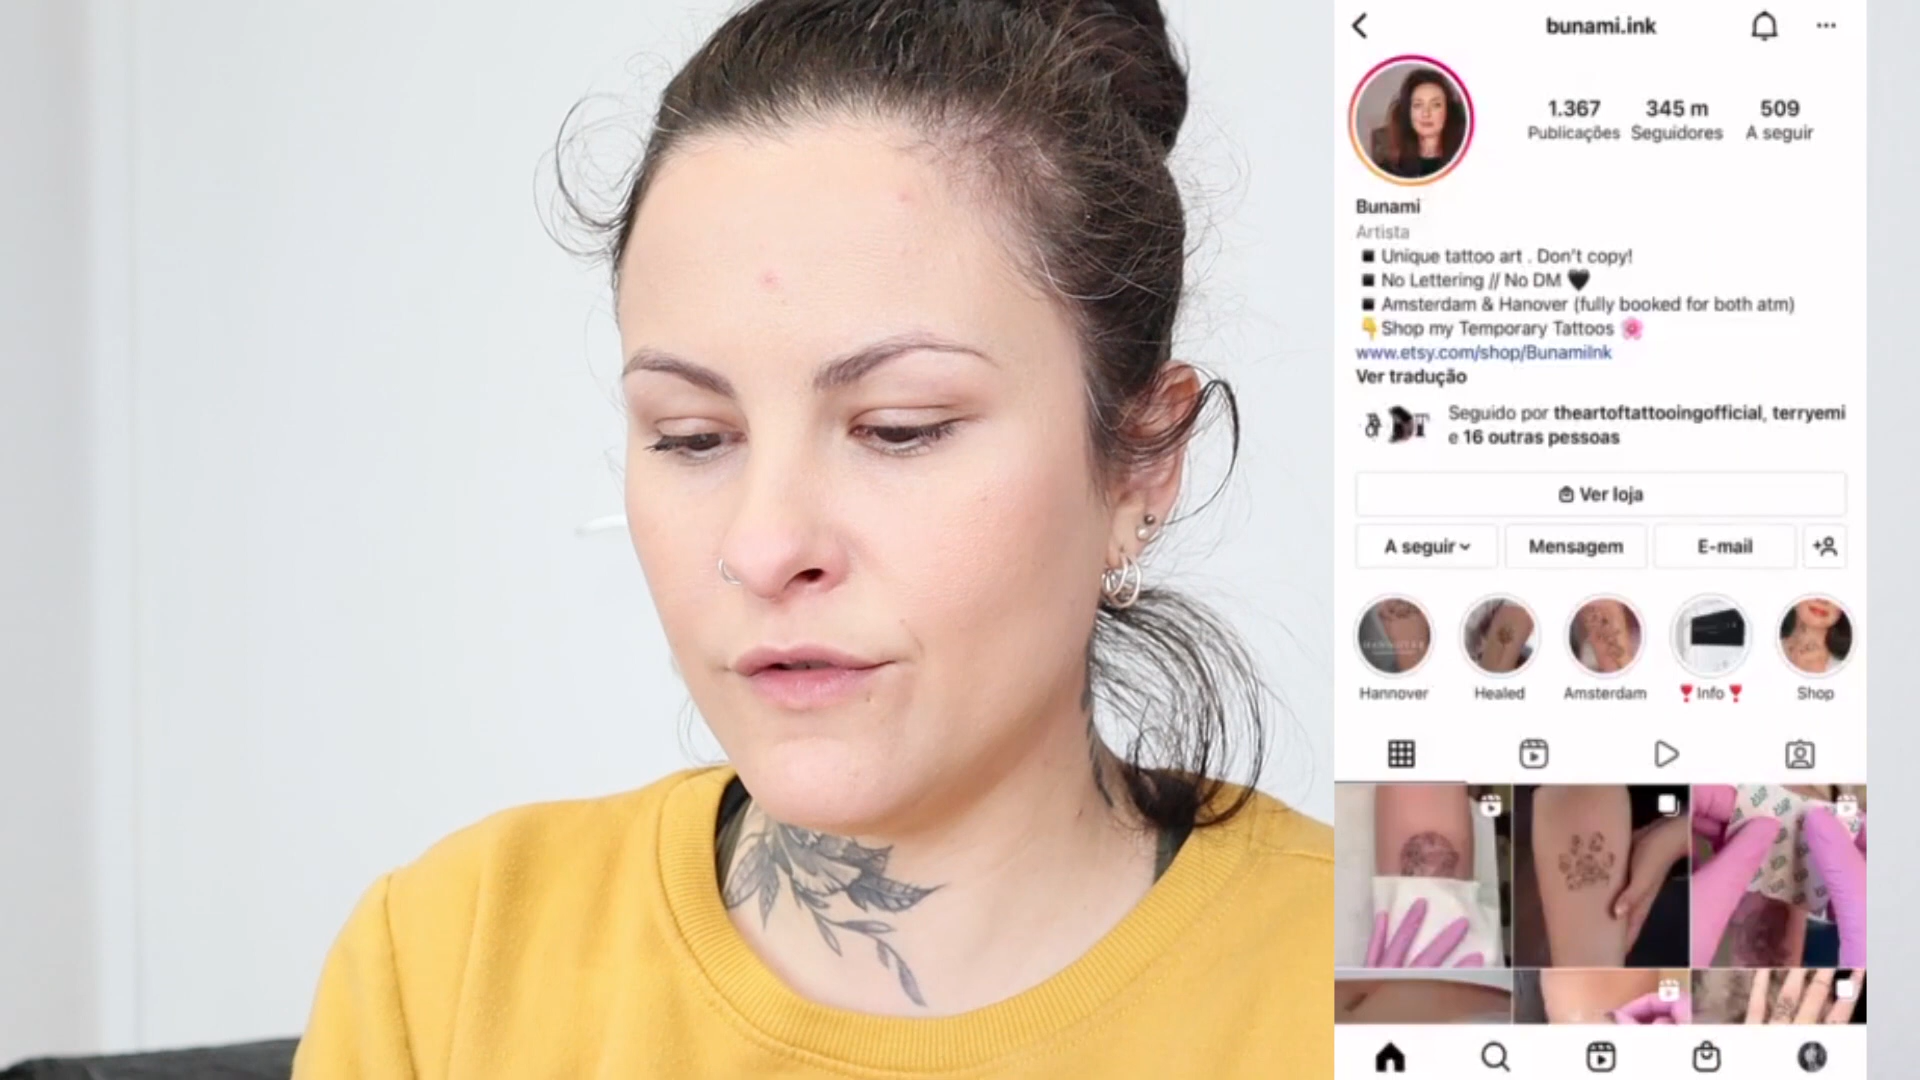 bunami.ink
1.367 345 m 509
Publicações Seguidores A seguir
Bunami
Artista
▪️ Unique tattoo art . Don't copy!
▪️ No Lettering // No DM 🖤
▪️ Amsterdam & Hanover (fully booked for both atm)
👇Shop my Temporary Tattoos 🌸
www.etsy.com/shop/BunamiInk
Ver tradução
Seguido por theartoftattooingofficial, terryemi
e 16 outras pessoas
Ver loja
A seguir Mensagem E-mail
Hannover Healed Amsterdam ❣️Info❣️ Shop